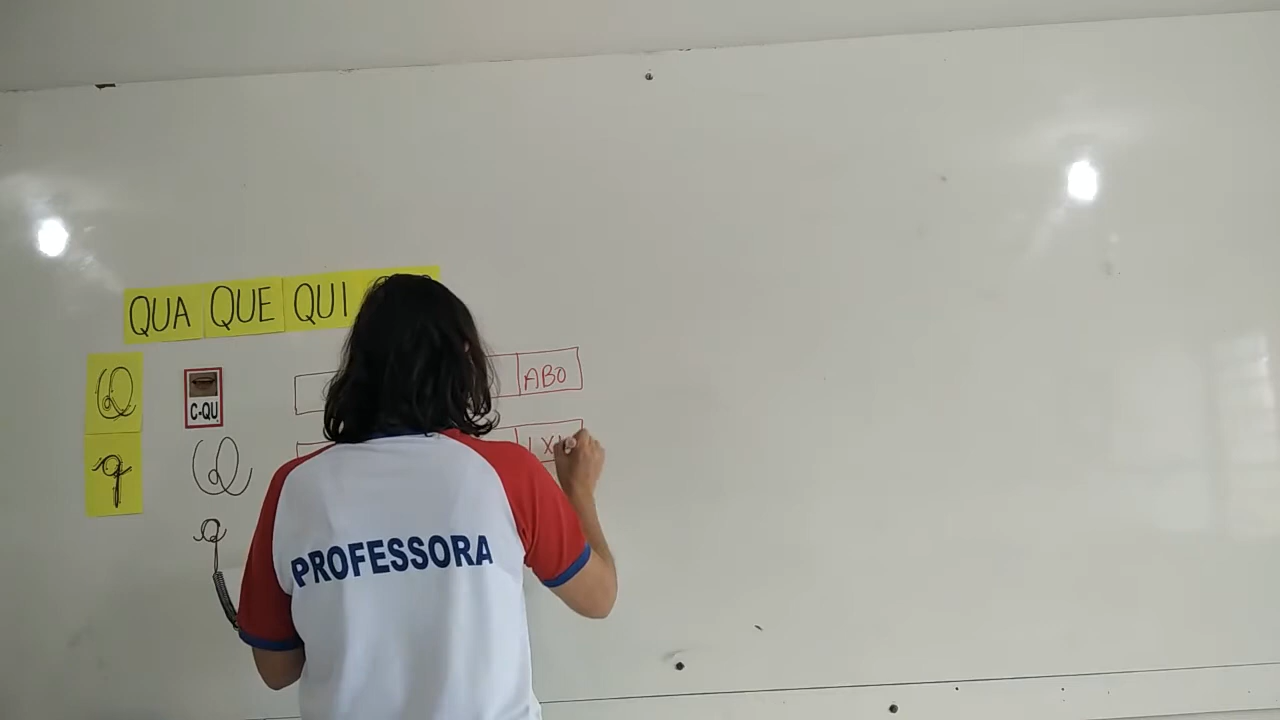 QUA QUE QUI
Q
ABO
C-QU
q
Q
q
PROFESSORA